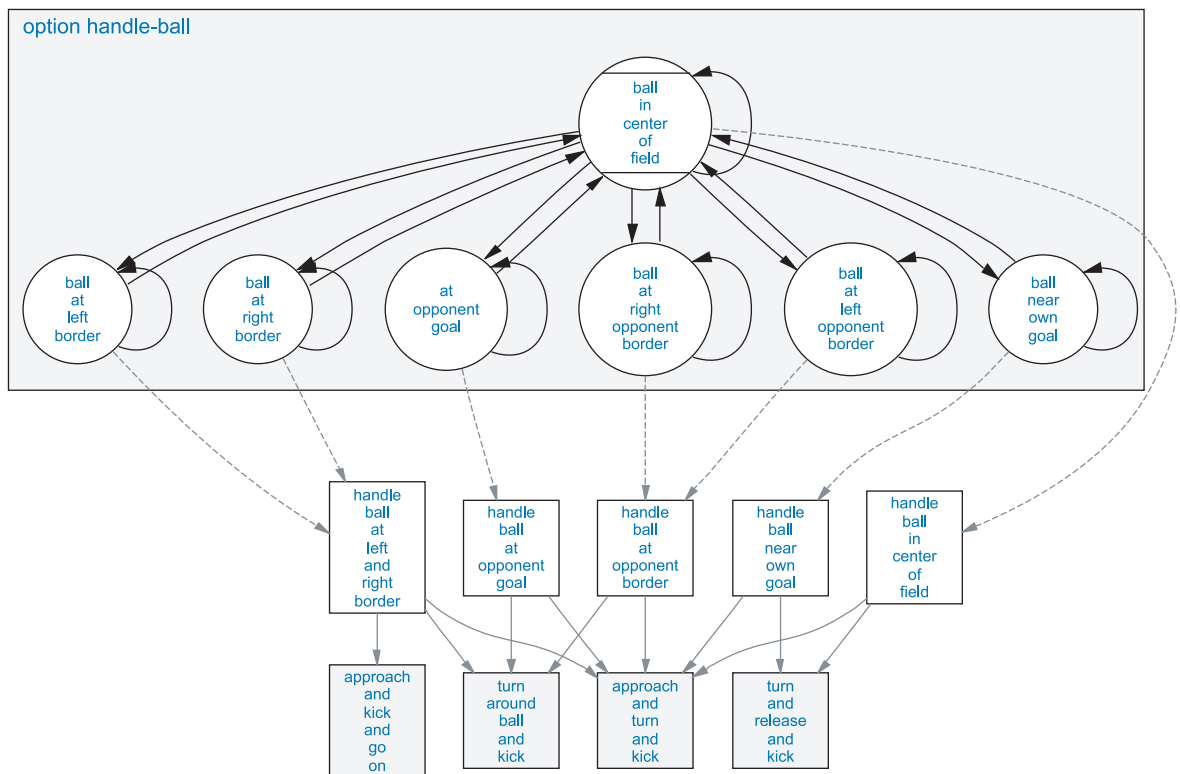 option handle-ball
ball
in
center
of
field
ball
at
left
border
ball
at
right
border
at
opponent
goal
ball
at
right
opponent
border
ball
at
left
opponent
border
ball
near
own
goal
handle
ball
at
left
and
right
border
handle
ball
at
opponent
goal
handle
ball
at
opponent
border
handle
ball
near
own
goal
handle
ball
in
center
of
field
approach
and
kick
and
go
on
turn
around
ball
and
kick
approach
and
turn
and
kick
turn
and
release
and
kick